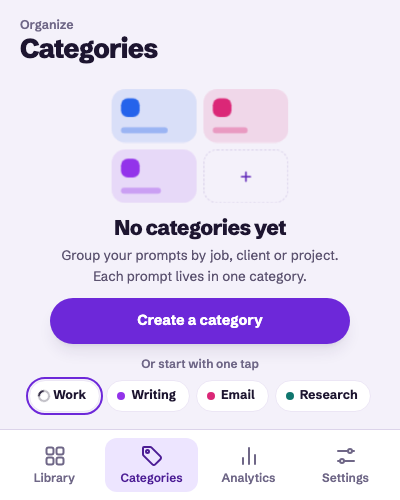 Organize
Categories
No categories yet
Group your prompts by job, client or project.
Each prompt lives in one category.
Create a category
Or start with one tap
Work Writing Email Research
Library Categories Analytics Settings